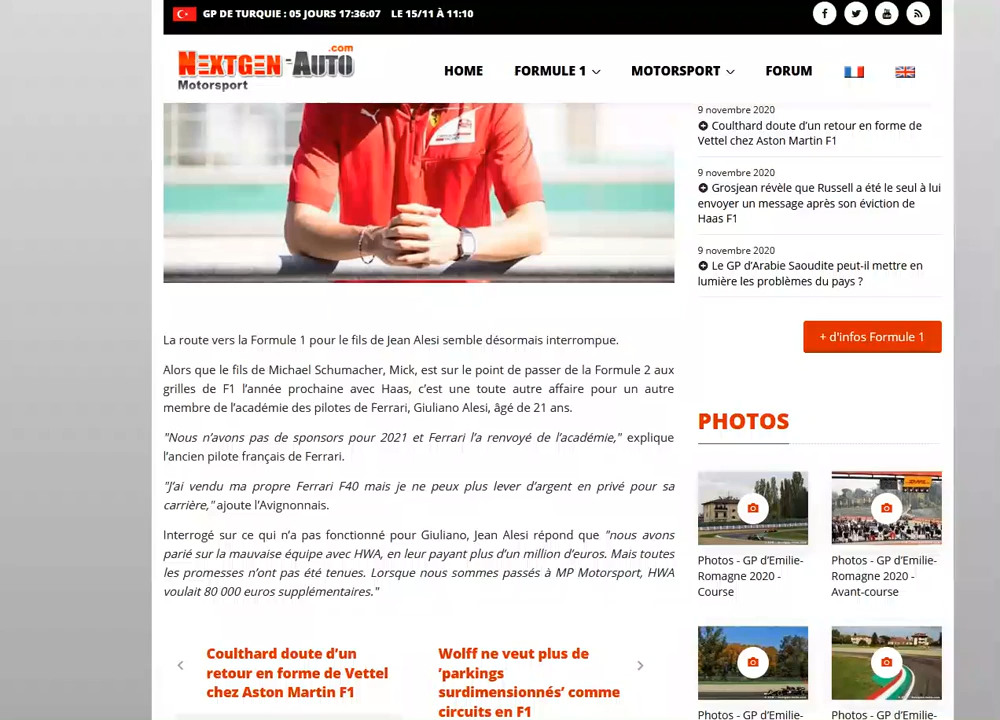 GP DE TURQUIE : 05 JOURS 17:36:07 LE 15/11 À 11:10
.com
NEXTGEN-AUTO
Motorsport
HOME FORMULE 1 MOTORSPORT FORUM
9 novembre 2020
Coulthard doute d’un retour en forme de
Vettel chez Aston Martin F1
9 novembre 2020
Grosjean révèle que Russell a été le seul à lui
envoyer un message après son éviction de
Haas F1
9 novembre 2020
Le GP d’Arabie Saoudite peut-il mettre en
lumière les problèmes du pays ?
+ d'infos Formule 1
La route vers la Formule 1 pour le fils de Jean Alesi semble désormais interrompue.
Alors que le fils de Michael Schumacher, Mick, est sur le point de passer de la Formule 2 aux
grilles de F1 l’année prochaine avec Haas, c’est une toute autre affaire pour un autre
membre de l’académie des pilotes de Ferrari, Giuliano Alesi, âgé de 21 ans.
"Nous n’avons pas de sponsors pour 2021 et Ferrari l’a renvoyé de l’académie," explique
l’ancien pilote français de Ferrari.
"J’ai vendu ma propre Ferrari F40 mais je ne peux plus lever d’argent en privé pour sa
carrière," ajoute l’Avignonnais.
Interrogé sur ce qui n’a pas fonctionné pour Giuliano, Jean Alesi répond que "nous avons
parié sur la mauvaise équipe avec HWA, en leur payant plus d’un million d’euros. Mais toutes
les promesses n’ont pas été tenues. Lorsque nous sommes passés à MP Motorsport, HWA
voulait 80 000 euros supplémentaires."
PHOTOS
Photos - GP d’Emilie-
Romagne 2020 -
Course
Photos - GP d’Emilie-
Romagne 2020 -
Avant-course
Photos - GP d’Emilie-
Photos - GP d’Emilie-
Coulthard doute d’un
retour en forme de Vettel
chez Aston Martin F1
Wolff ne veut plus de
‘parkings
surdimensionnés’ comme
circuits en F1